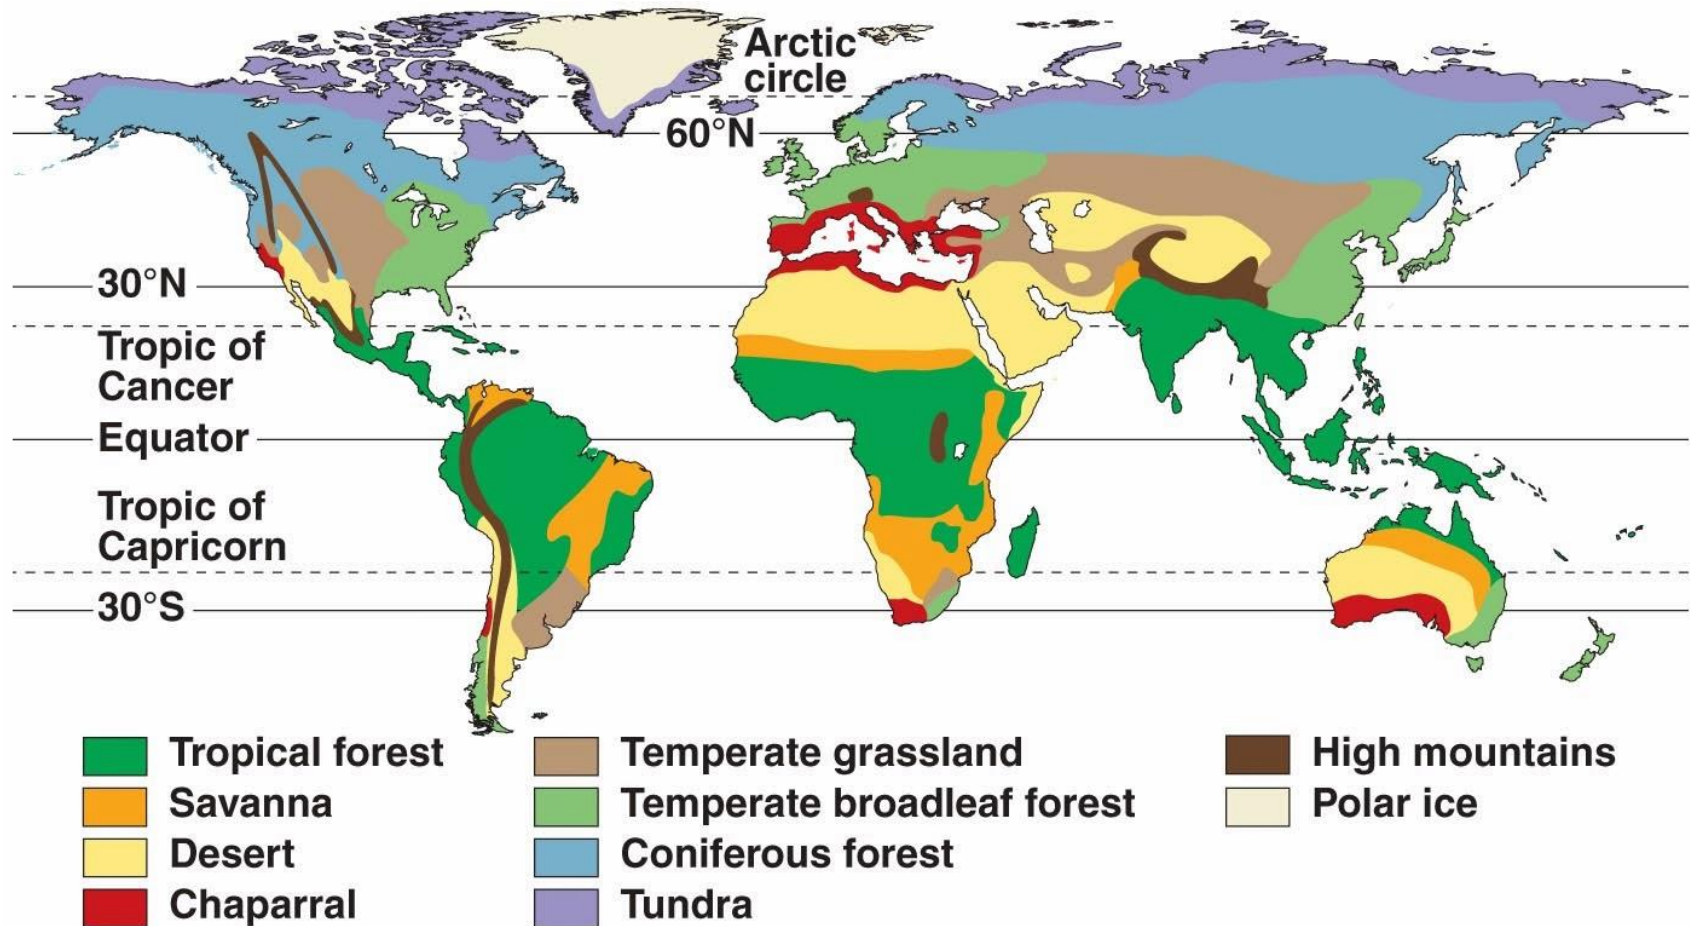 Arctic
circle
60°N
30°N
Tropic of
Cancer
Equator
Tropic of
Capricorn
30°S
Tropical forest
Savanna
Desert
Chaparral
Temperate grassland
Temperate broadleaf forest
Coniferous forest
Tundra
High mountains
Polar ice